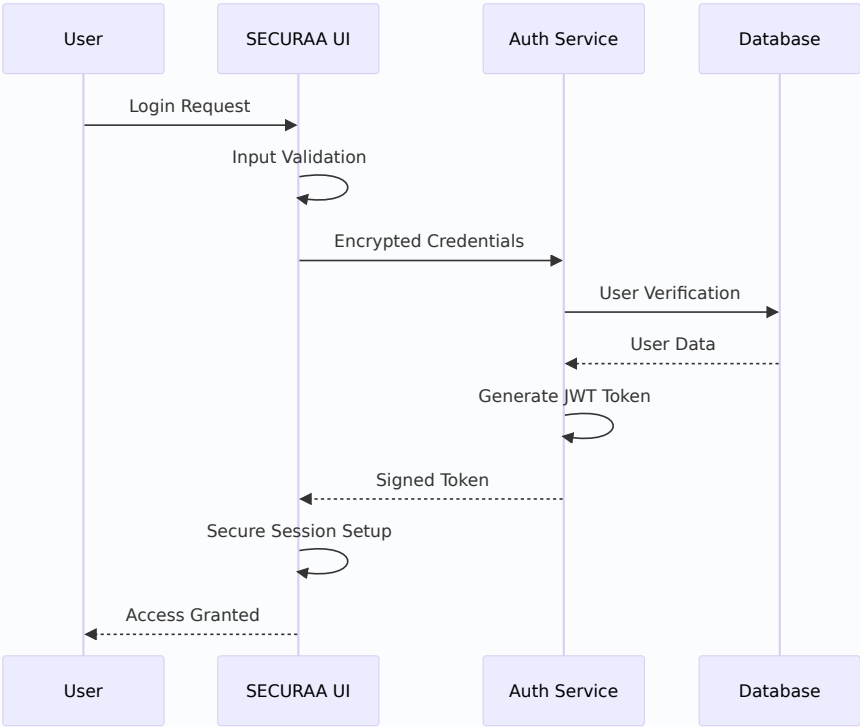 User
SECURAA UI
Auth Service
Database
Login Request
Input Validation
Encrypted Credentials
User Verification
User Data
Generate JWT Token
Signed Token
Secure Session Setup
Access Granted
User
SECURAA UI
Auth Service
Database